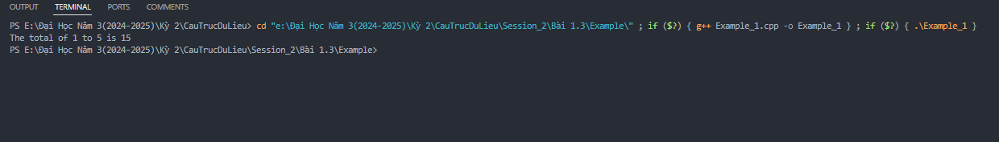 OUTPUT TERMINAL PORTS COMMENTS
PS E:\Đại Học Năm 3(2024-2025)\Kỳ 2\CauTrucDuLieu> cd "e:\Đại Học Năm 3(2024-2025)\Kỳ 2\CauTrucDuLieu\Session_2\Bài 1.3\Example\" ; if ($?) { g++ Example_1.cpp -o Example_1 } ; if ($?) { .\Example_1 }
The total of 1 to 5 is 15
PS E:\Đại Học Năm 3(2024-2025)\Kỳ 2\CauTrucDuLieu\Session_2\Bài 1.3\Example>